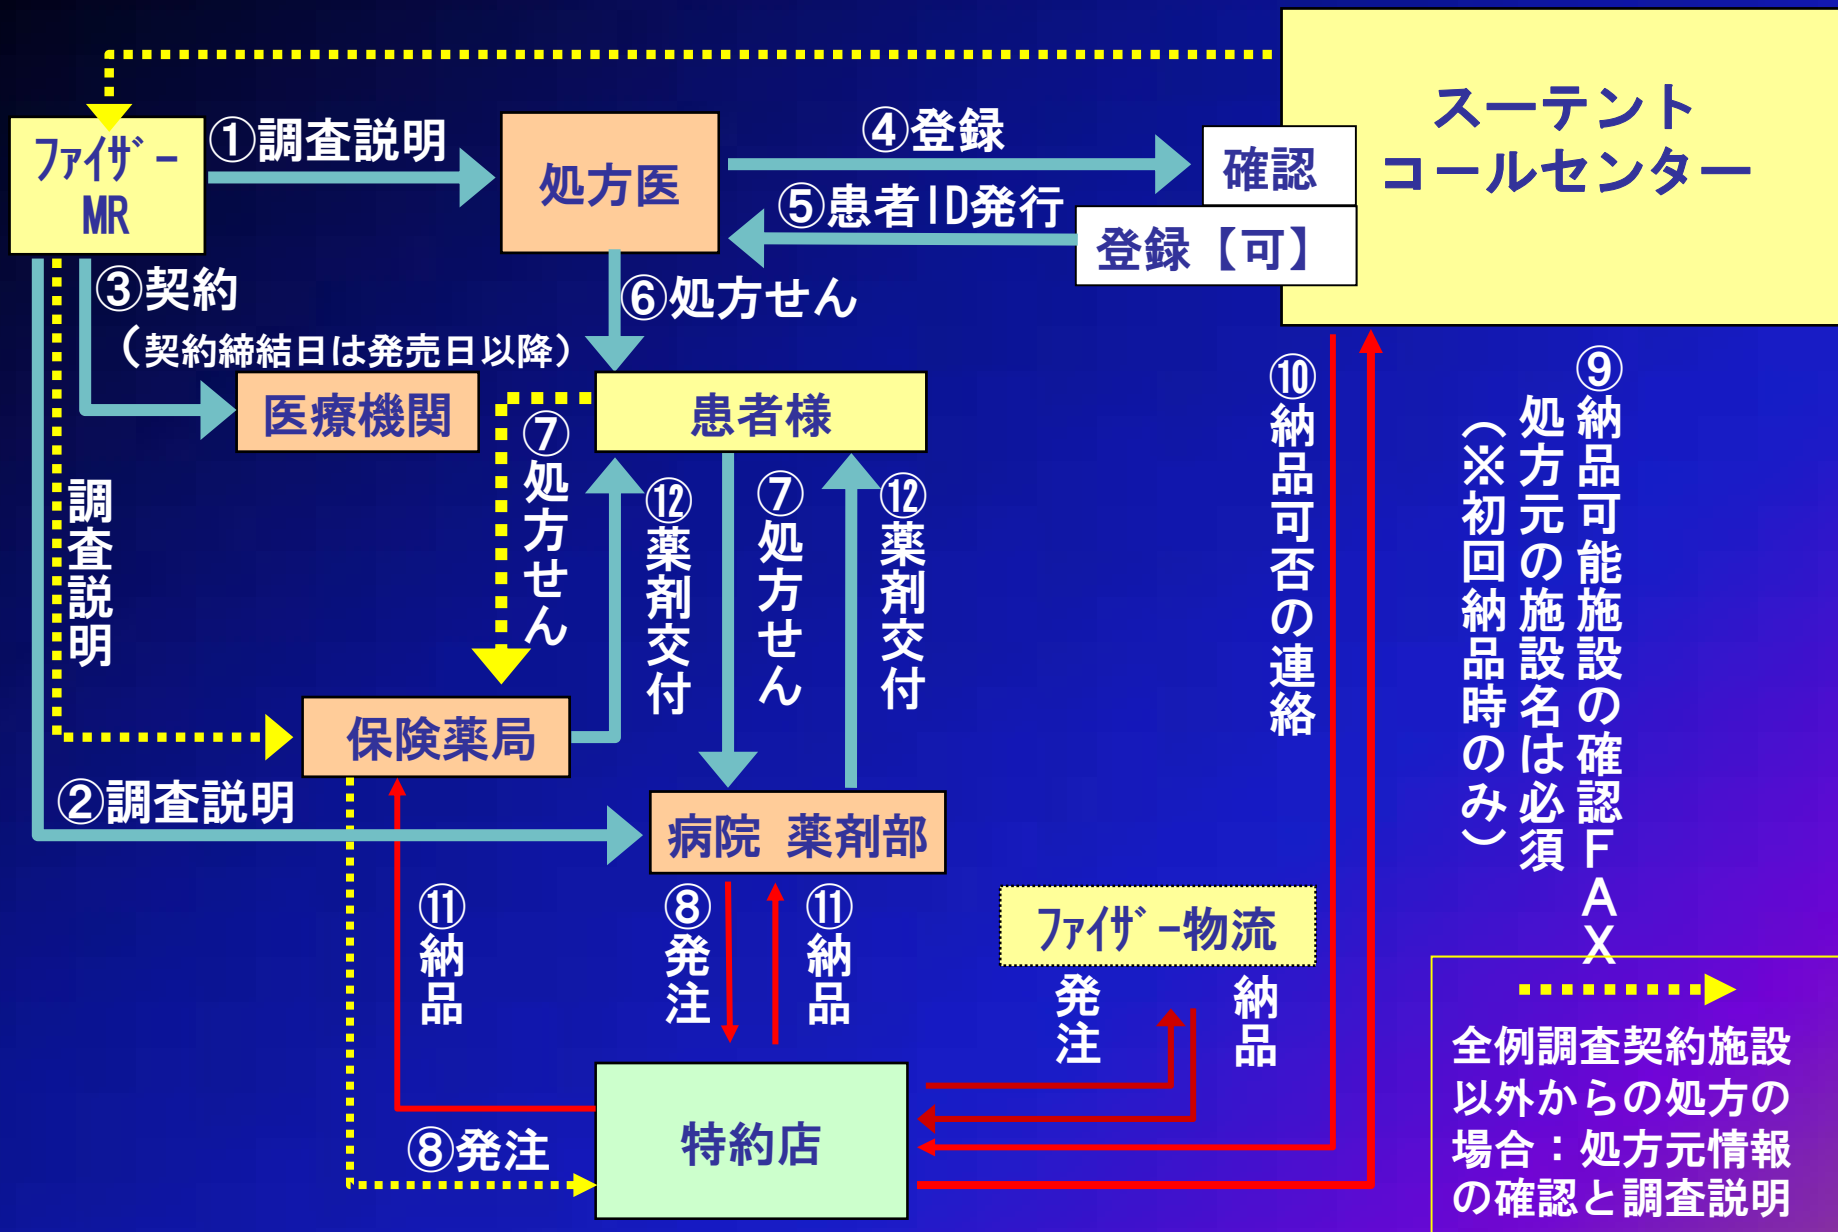 スーテント
コールセンター
ﾌｧｲｻﾞｰ
MR
①調査説明
処方医
④登録
確認
⑤患者ID発行
登録【可】
③契約
（契約締結日は発売日以降）
⑥処方せん
医療機関
患者様
調査説明
⑦処方せん
⑫薬剤交付
⑦処方せん
⑫薬剤交付
⑩納品可否の連絡
⑨納品可能施設の確認ＦＡＸ
処方元の施設名は必須
（※初回納品時のみ）
保険薬局
②調査説明
病院 薬剤部
⑪納品
⑧発注
⑪納品
ﾌｧｲｻﾞｰ物流
発注
納品
⑧発注
特約店
全例調査契約施設
以外からの処方の
場合：処方元情報
の確認と調査説明